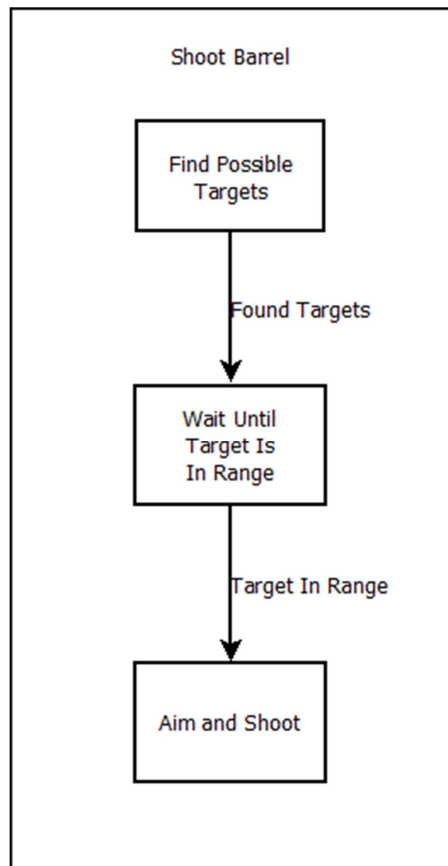 Shoot Barrel
Find Possible
Targets
Found Targets
Wait Until
Target Is
In Range
Target In Range
Aim and Shoot